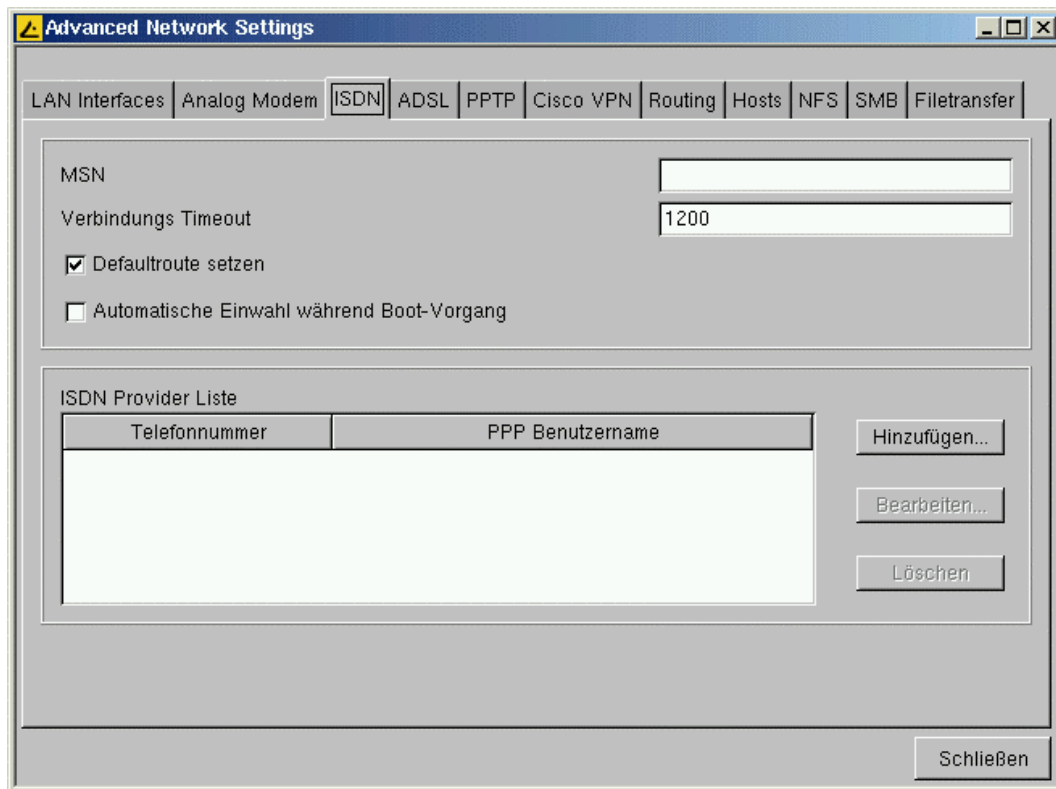 Advanced Network Settings
LAN Interfaces Analog Modem ISDN ADSL PPTP Cisco VPN Routing Hosts NFS SMB Filetransfer
MSN
Verbindungs Timeout 1200
Defaultroute setzen
Automatische Einwahl während Boot-Vorgang
ISDN Provider Liste
Telefonnummer PPP Benutzername
Hinzufügen...
Bearbeiten...
Löschen
Schließen